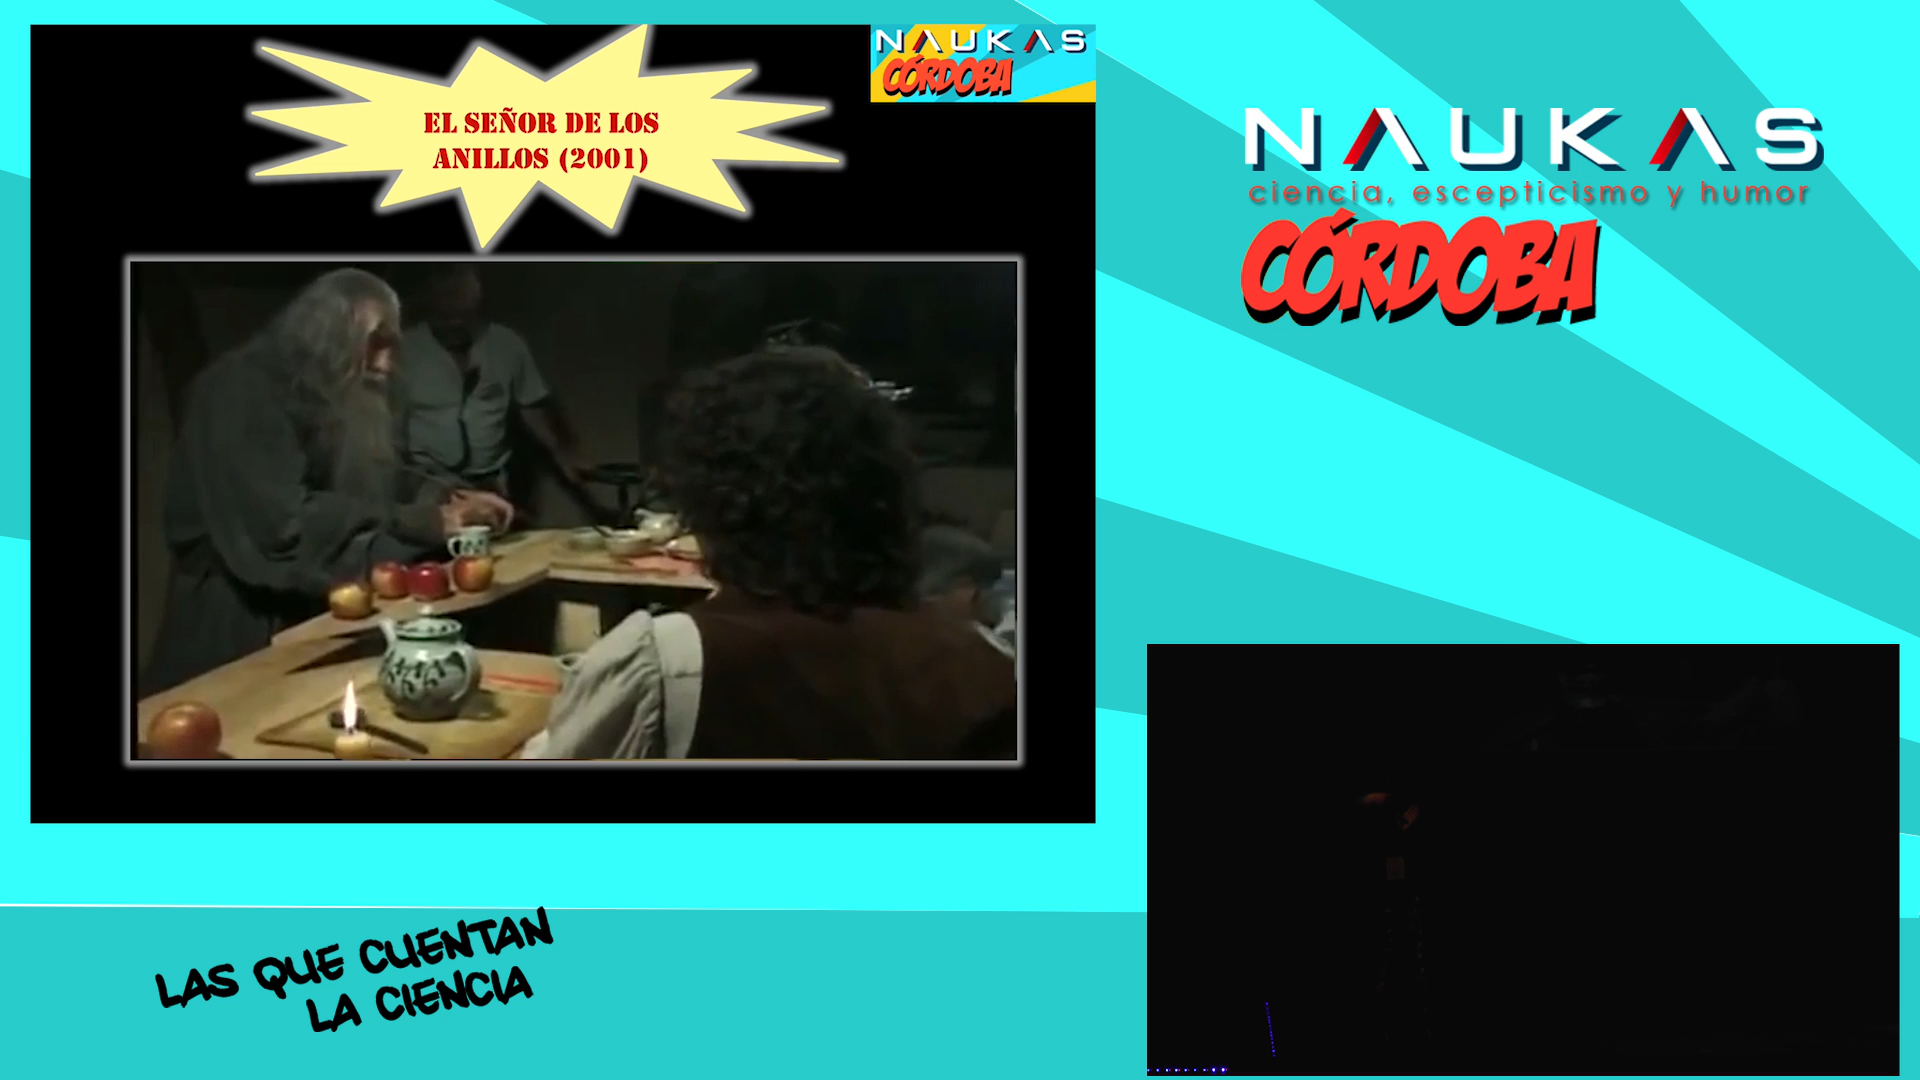 EL SEÑOR DE LOS
ANILLOS (2001)
NAUKAS
CÓRDOBA
NAUKAS
ciencia, escepticismo y humor
CÓRDOBA
LAS QUE CUENTAN
LA CIENCIA